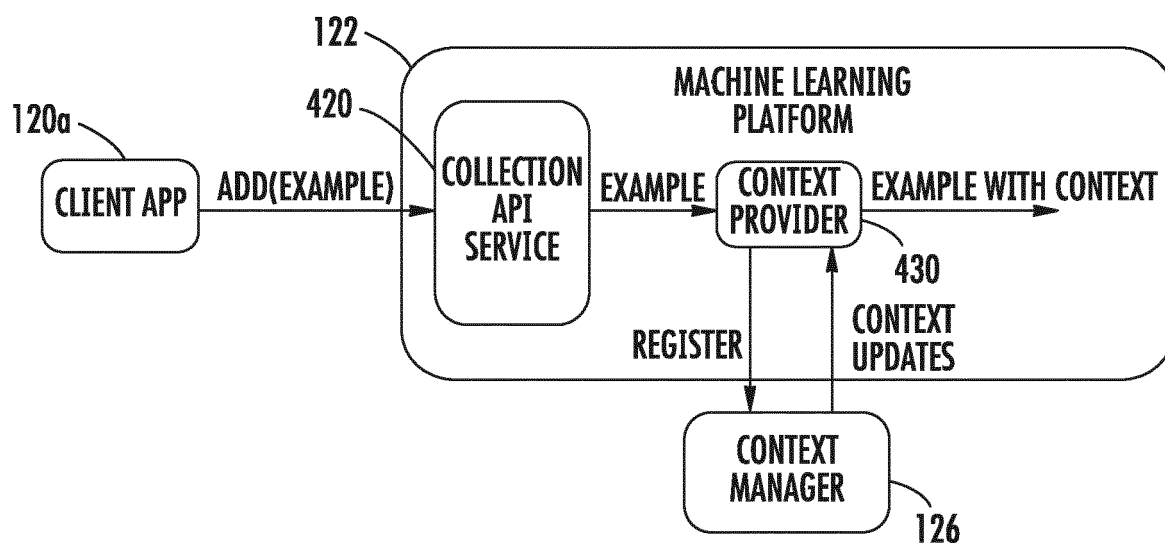 122
MACHINE LEARNING
PLATFORM
420
120a
CLIENT APP
ADD(EXAMPLE)
COLLECTION
API
SERVICE
EXAMPLE
CONTEXT
PROVIDER
EXAMPLE WITH CONTEXT
430
REGISTER
CONTEXT
UPDATES
CONTEXT
MANAGER
126